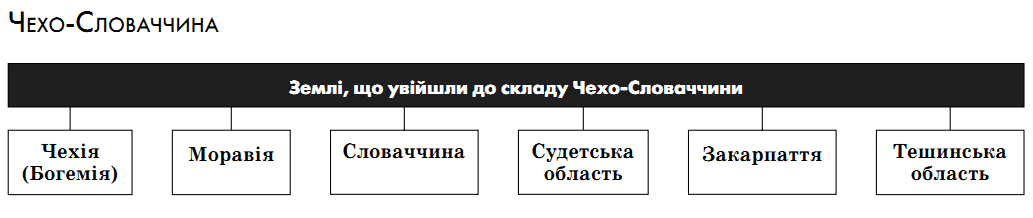 Чехо-Словаччина
Землі, що увійшли до складу Чехо-Словаччини
Чехія
(Богемія)
Моравія
Словаччина
Судетська
область
Закарпаття
Тешинська
область